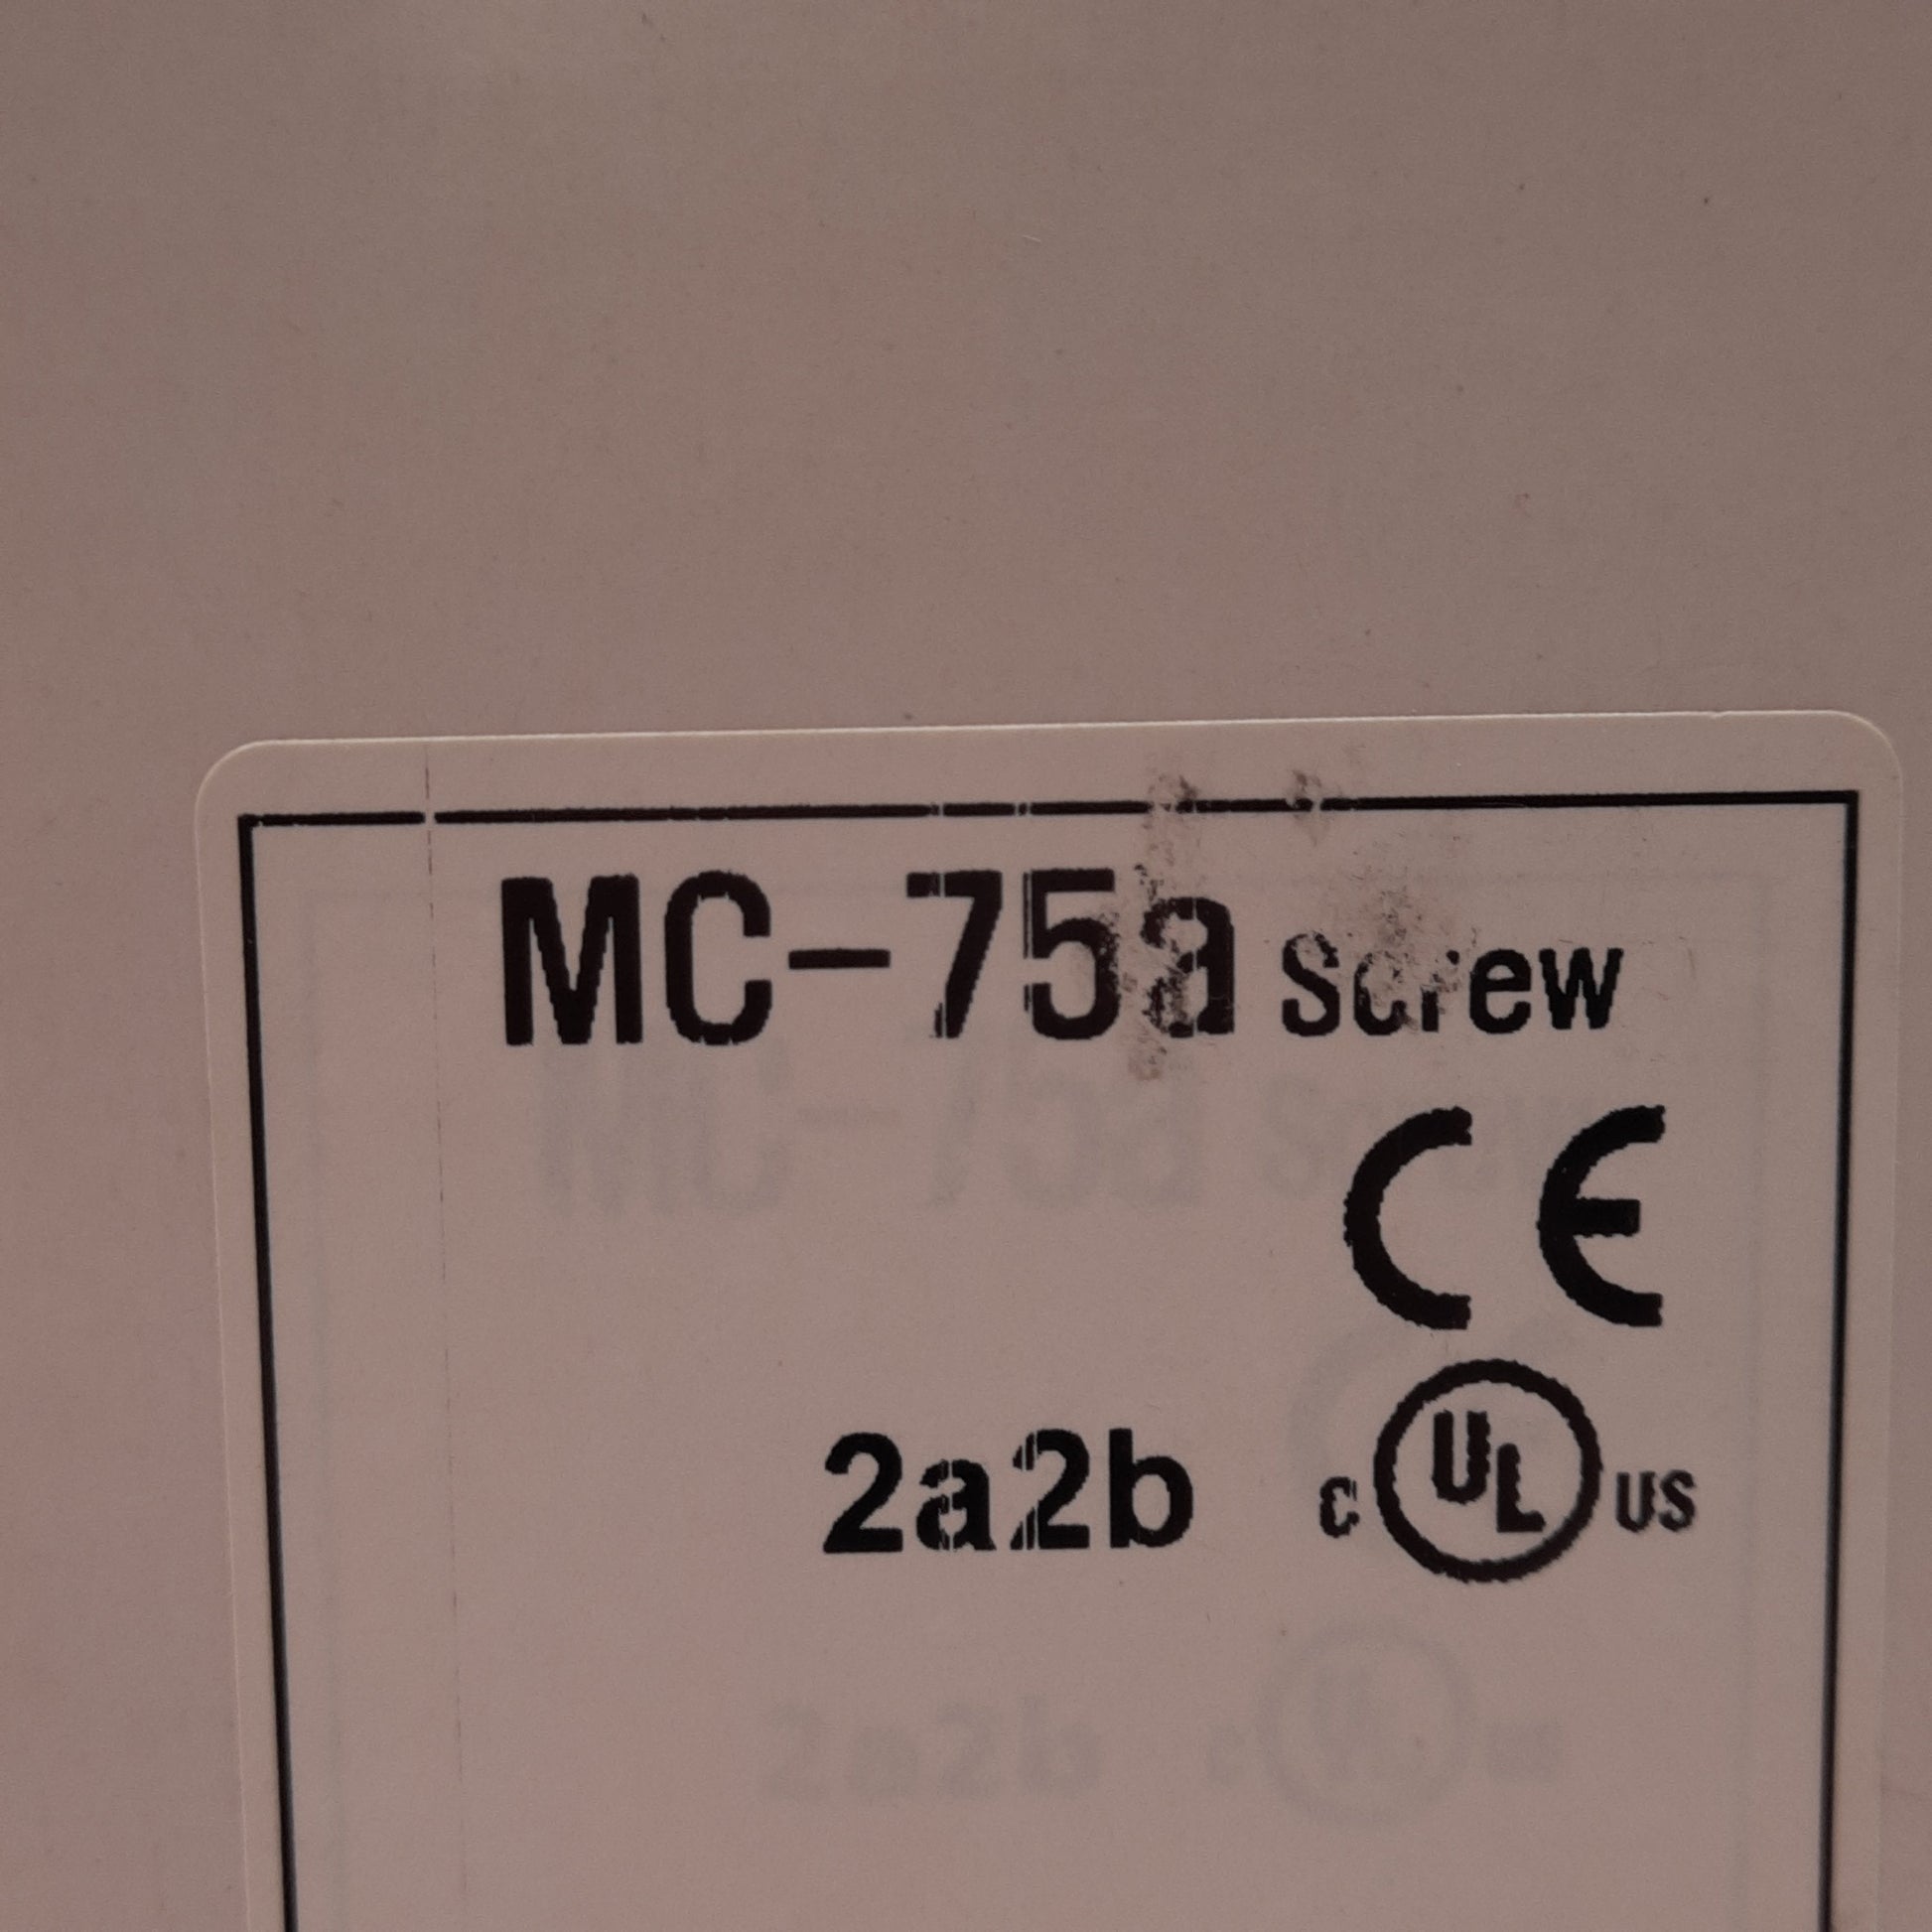 MC-75a Screw
CE
2a2b
C UL US